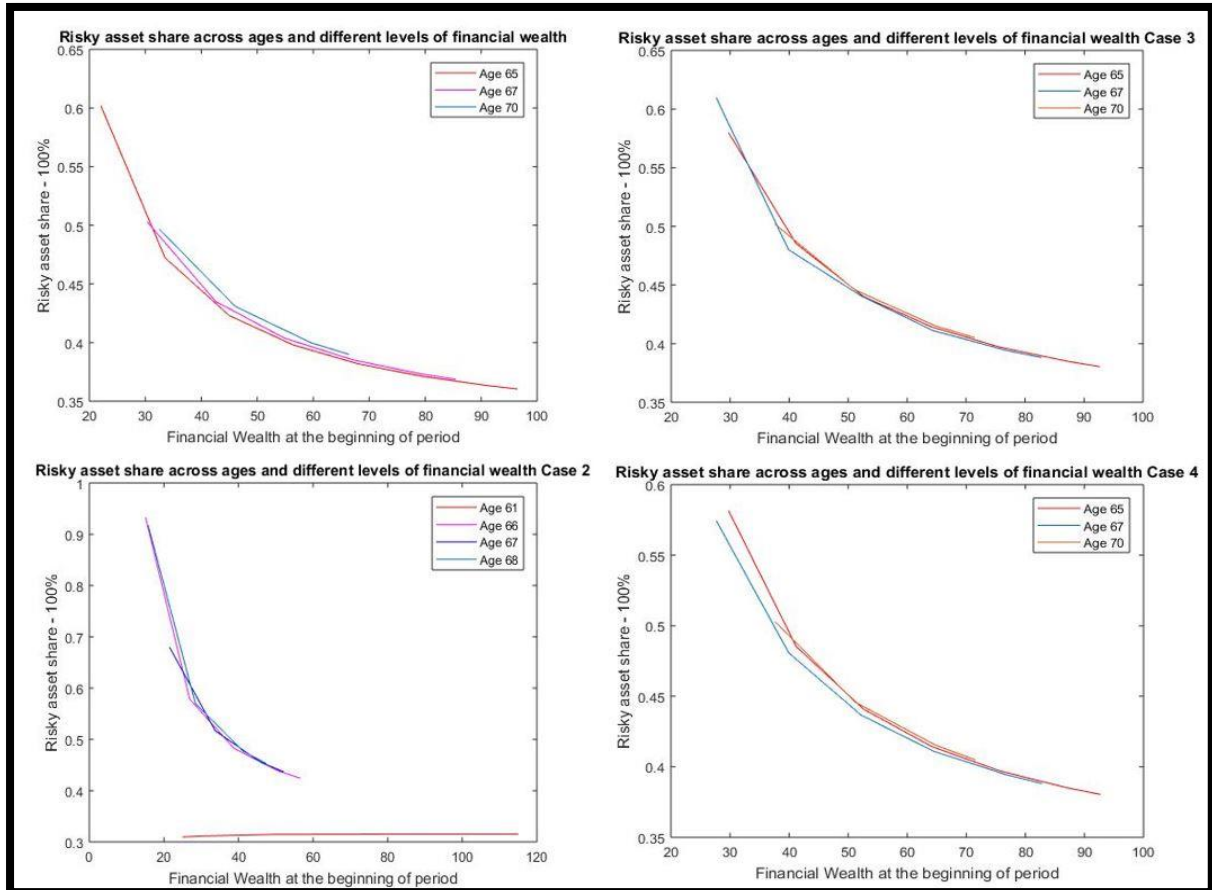 Risky asset share across ages and different levels of financial wealth
0.65
0.6
0.55
0.5
0.45
0.4
0.35
Risky asset share - 100%
Age 65
Age 67
Age 70
20 30 40 50 60 70 80 90 100
Financial Wealth at the beginning of period
Risky asset share across ages and different levels of financial wealth Case 3
0.65
0.6
0.55
0.5
0.45
0.4
0.35
Risky asset share - 100%
Age 65
Age 67
Age 70
20 30 40 50 60 70 80 90 100
Financial Wealth at the beginning of period
Risky asset share across ages and different levels of financial wealth Case 2
1
0.9
0.8
0.7
0.6
0.5
0.4
0.3
Risky asset share - 100%
Age 61
Age 66
Age 67
Age 68
0 20 40 60 80 100 120
Financial Wealth at the beginning of period
Risky asset share across ages and different levels of financial wealth Case 4
0.6
0.55
0.5
0.45
0.4
0.35
Risky asset share - 100%
Age 65
Age 67
Age 70
20 30 40 50 60 70 80 90 100
Financial Wealth at the beginning of period